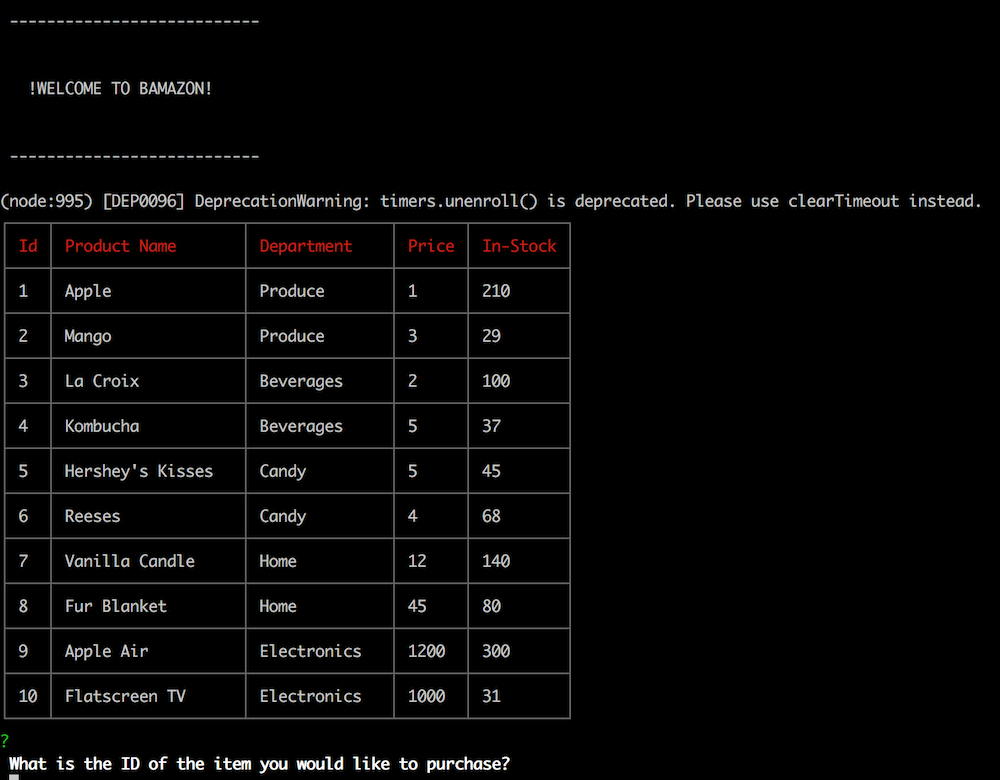 ---------------------------
!WELCOME TO BAMAZON!
---------------------------
(node:995) [DEP0096] DeprecationWarning: timers.unenroll() is deprecated. Please use clearTimeout instead.
Id Product Name Department Price In-Stock
1 Apple Produce 1 210
2 Mango Produce 3 29
3 La Croix Beverages 2 100
4 Kombucha Beverages 5 37
5 Hershey's Kisses Candy 5 45
6 Reeses Candy 4 68
7 Vanilla Candle Home 12 140
8 Fur Blanket Home 45 80
9 Apple Air Electronics 1200 300
10 Flatscreen TV Electronics 1000 31
?
What is the ID of the item you would like to purchase?